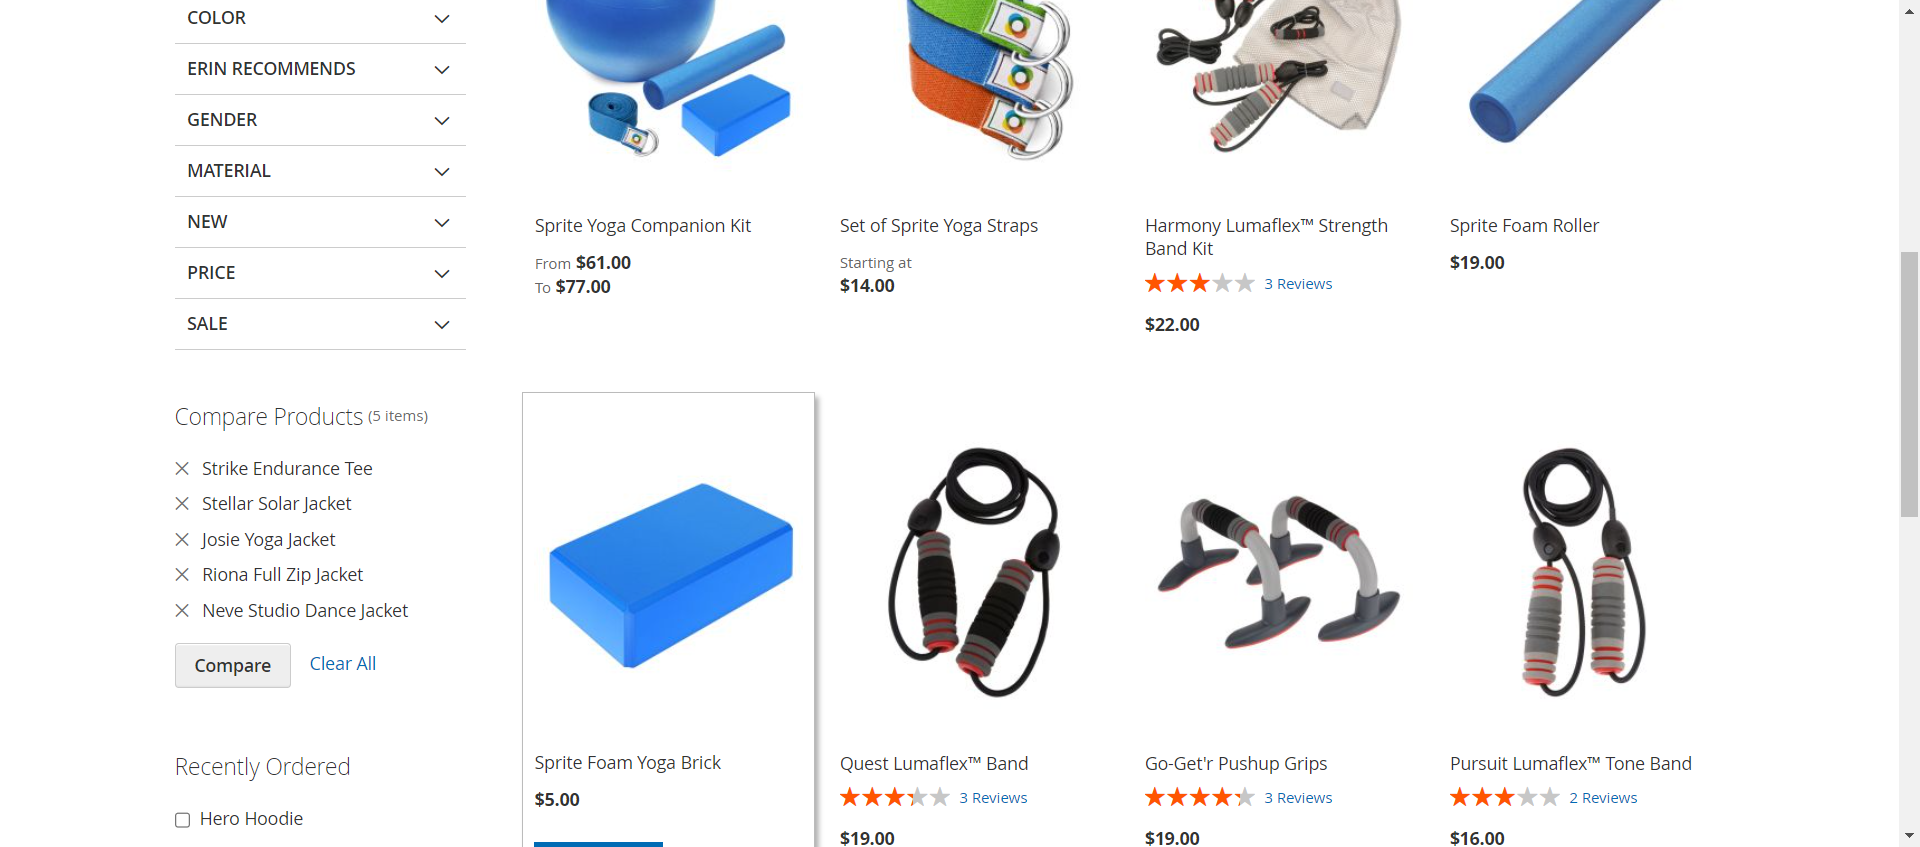 COLOR
ERIN RECOMMENDS
GENDER
MATERIAL
NEW
PRICE
SALE
Compare Products (5 items)
Strike Endurance Tee
Stellar Solar Jacket
Josie Yoga Jacket
Riona Full Zip Jacket
Neve Studio Dance Jacket
Compare Clear All
Recently Ordered
Hero Hoodie
Sprite Yoga Companion Kit
From $61.00
To $77.00
Set of Sprite Yoga Straps
Starting at
$14.00
Harmony Lumaflex™ Strength
Band Kit
3 Reviews
$22.00
Sprite Foam Roller
$19.00
Sprite Foam Yoga Brick
$5.00
Quest Lumaflex™ Band
3 Reviews
$19.00
Go-Get'r Pushup Grips
3 Reviews
$19.00
Pursuit Lumaflex™ Tone Band
2 Reviews
$16.00